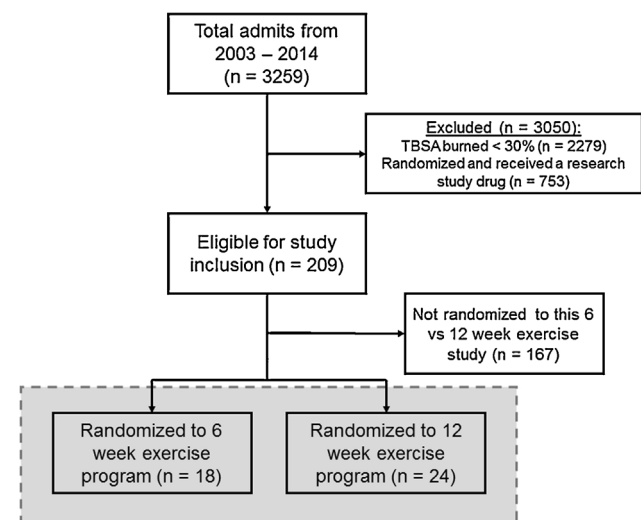 Total admits from
2003 – 2014
(n = 3259)
Excluded (n = 3050):
TBSA burned < 30% (n = 2279)
Randomized and received a research
study drug (n = 753)
Eligible for study
inclusion (n = 209)
Not randomized to this 6
vs 12 week exercise
study (n = 167)
Randomized to 6
week exercise
program (n = 18)
Randomized to 12
week exercise
program (n = 24)